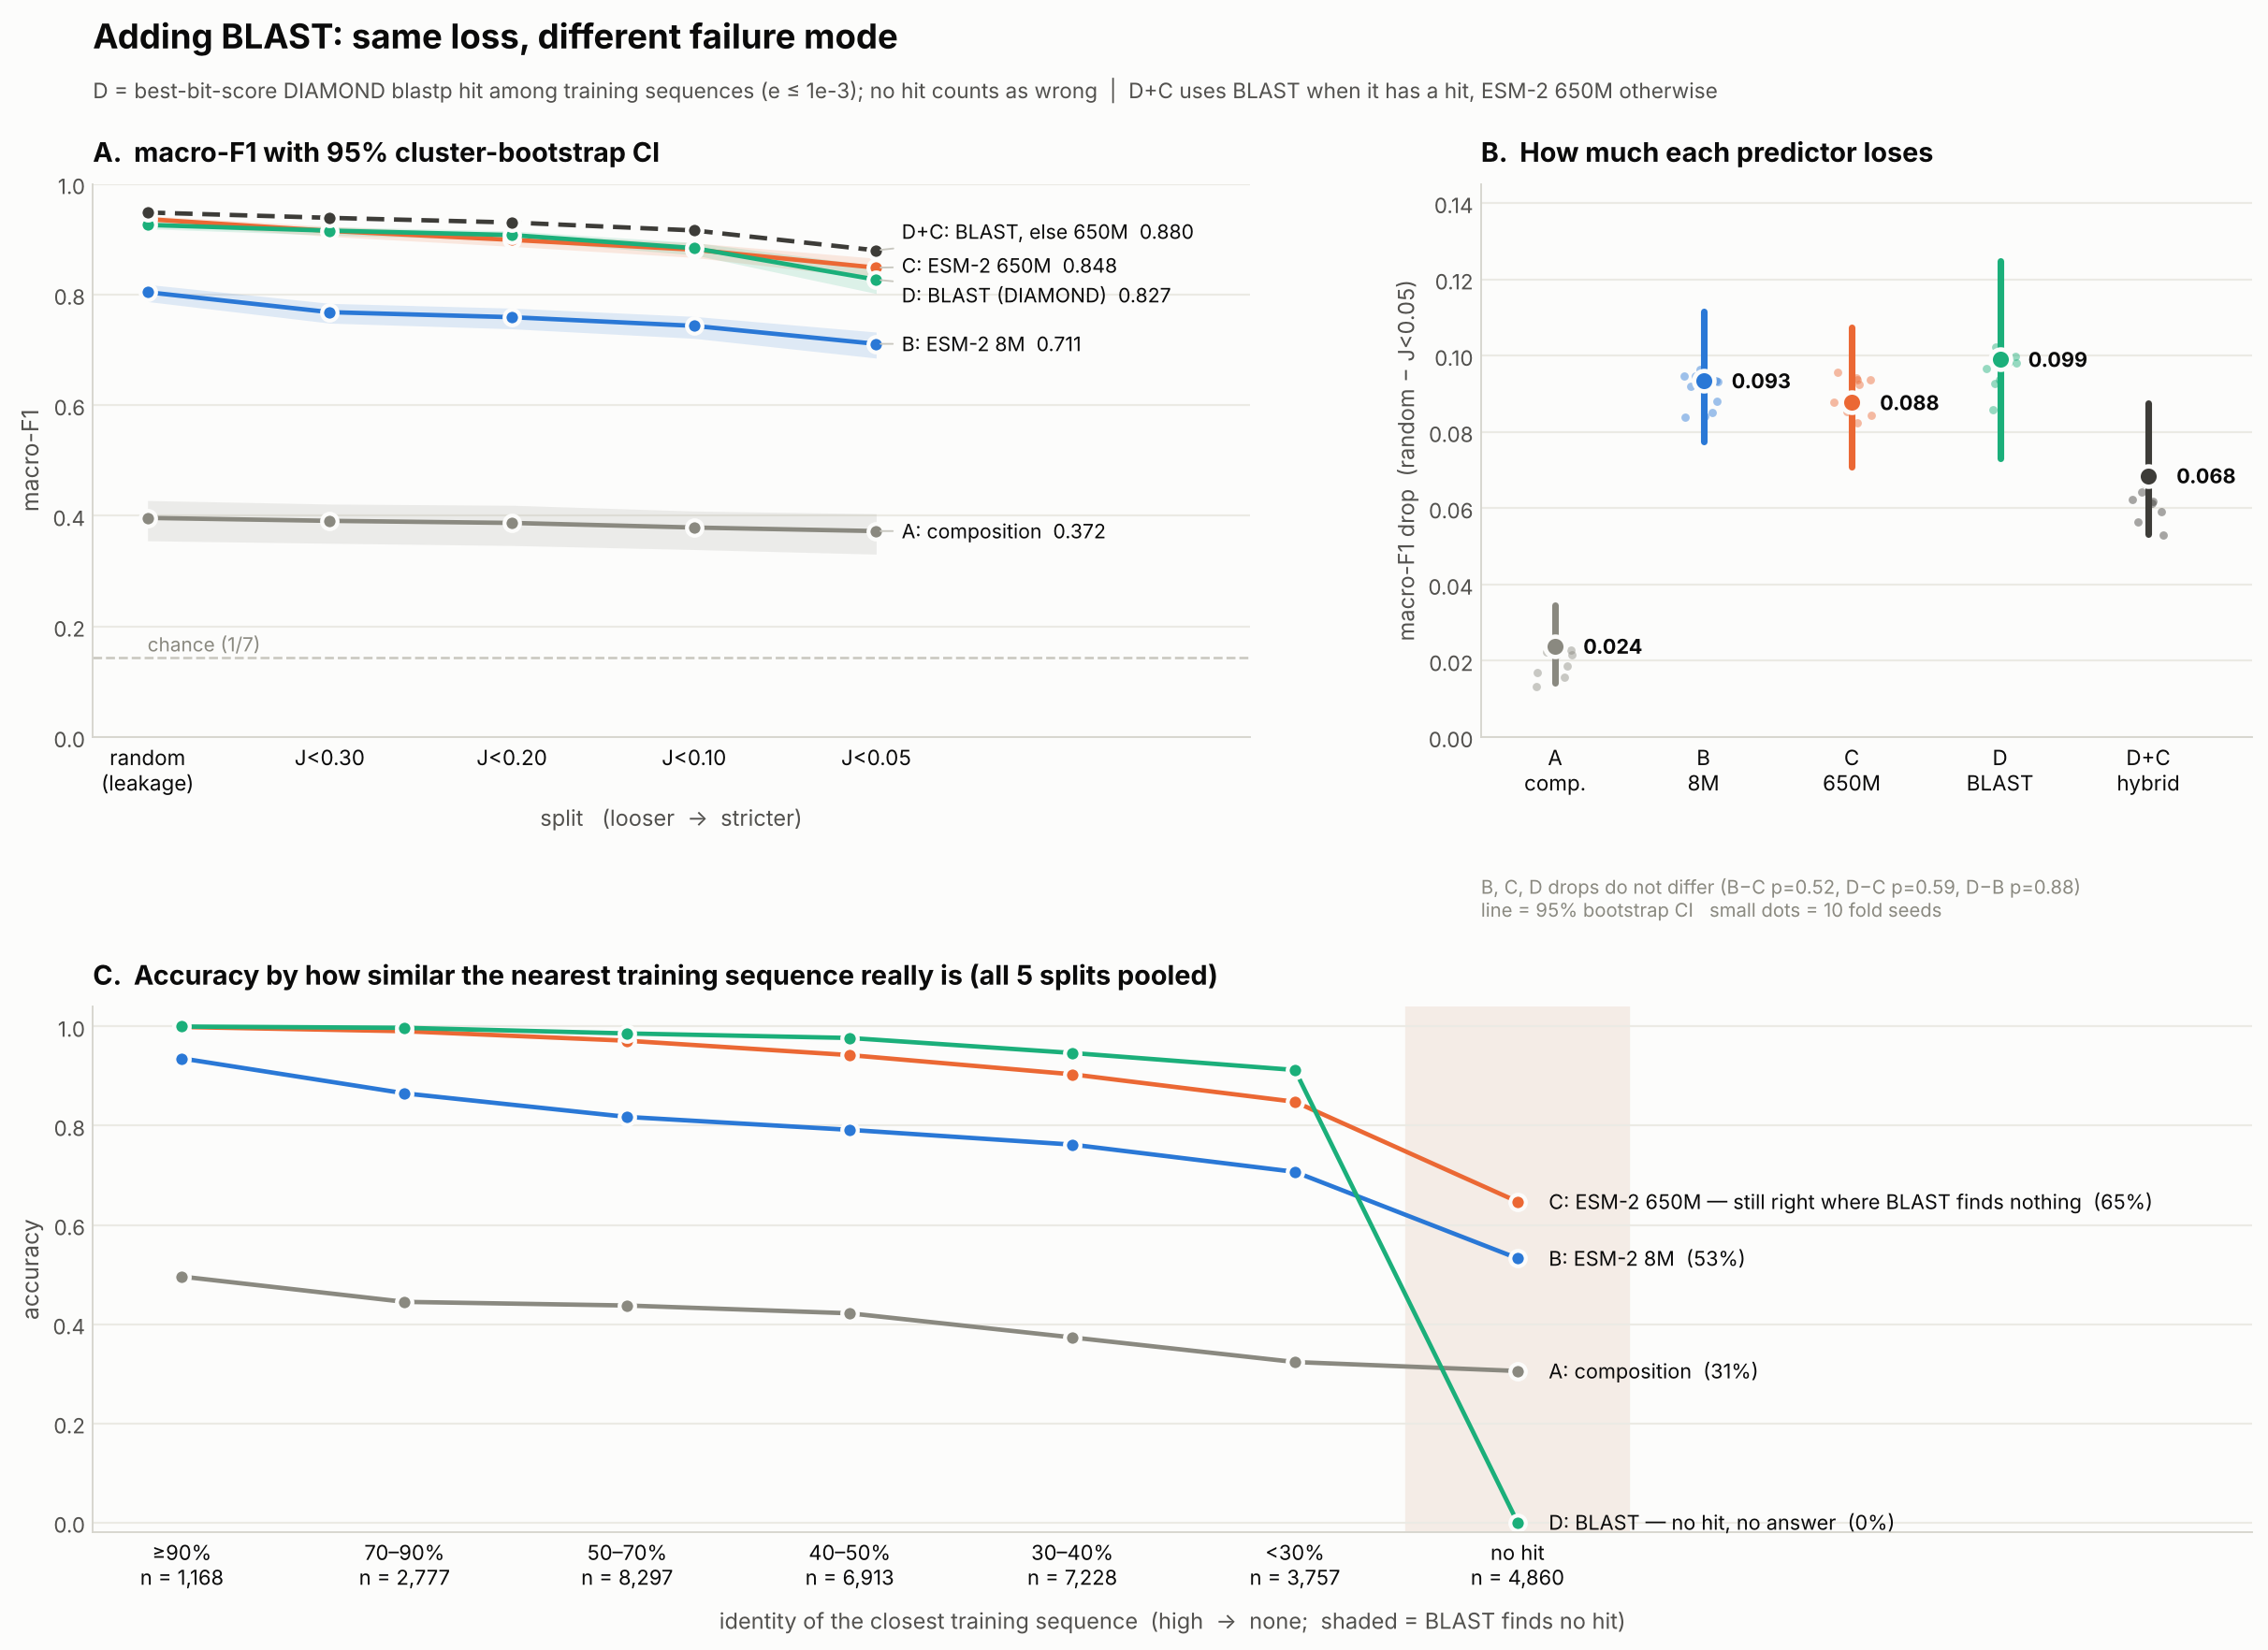 Adding BLAST: same loss, different failure mode
D = best-bit-score DIAMOND blastp hit among training sequences (e ≤ 1e-3); no hit counts as wrong | D+C uses BLAST when it has a hit, ESM-2 650M otherwise
A. macro-F1 with 95% cluster-bootstrap CI
macro-F1
1.0
0.8
0.6
0.4
0.2
0.0
D+C: BLAST, else 650M 0.880
C: ESM-2 650M 0.848
D: BLAST (DIAMOND) 0.827
B: ESM-2 8M 0.711
A: composition 0.372
chance (1/7)
random
(leakage)
J<0.30
J<0.20
J<0.10
J<0.05
split (looser → stricter)
B. How much each predictor loses
macro-F1 drop (random − J<0.05)
0.14
0.12
0.10
0.08
0.06
0.04
0.02
0.00
0.024
0.093
0.088
0.099
0.068
A
comp.
B
8M
C
650M
D
BLAST
D+C
hybrid
B, C, D drops do not differ (B−C p=0.52, D−C p=0.59, D−B p=0.88)
line = 95% bootstrap CI small dots = 10 fold seeds
C. Accuracy by how similar the nearest training sequence really is (all 5 splits pooled)
accuracy
1.0
0.8
0.6
0.4
0.2
0.0
C: ESM-2 650M — still right where BLAST finds nothing (65%)
B: ESM-2 8M (53%)
A: composition (31%)
D: BLAST — no hit, no answer (0%)
≥90%
n = 1,168
70–90%
n = 2,777
50–70%
n = 8,297
40–50%
n = 6,913
30–40%
n = 7,228
<30%
n = 3,757
no hit
n = 4,860
identity of the closest training sequence (high → none; shaded = BLAST finds no hit)